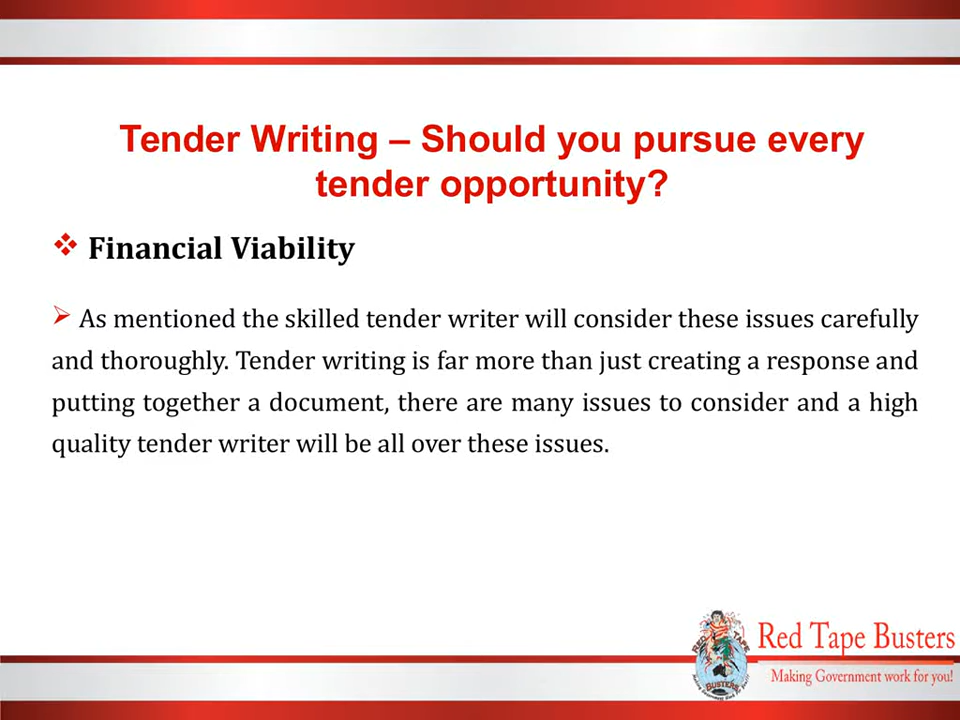 Tender Writing – Should you pursue every
tender opportunity?
Financial Viability
As mentioned the skilled tender writer will consider these issues carefully
and thoroughly. Tender writing is far more than just creating a response and
putting together a document, there are many issues to consider and a high
quality tender writer will be all over these issues.
RED TAPE
BUSTERS
Red Tape Busters
Making Government work for you!